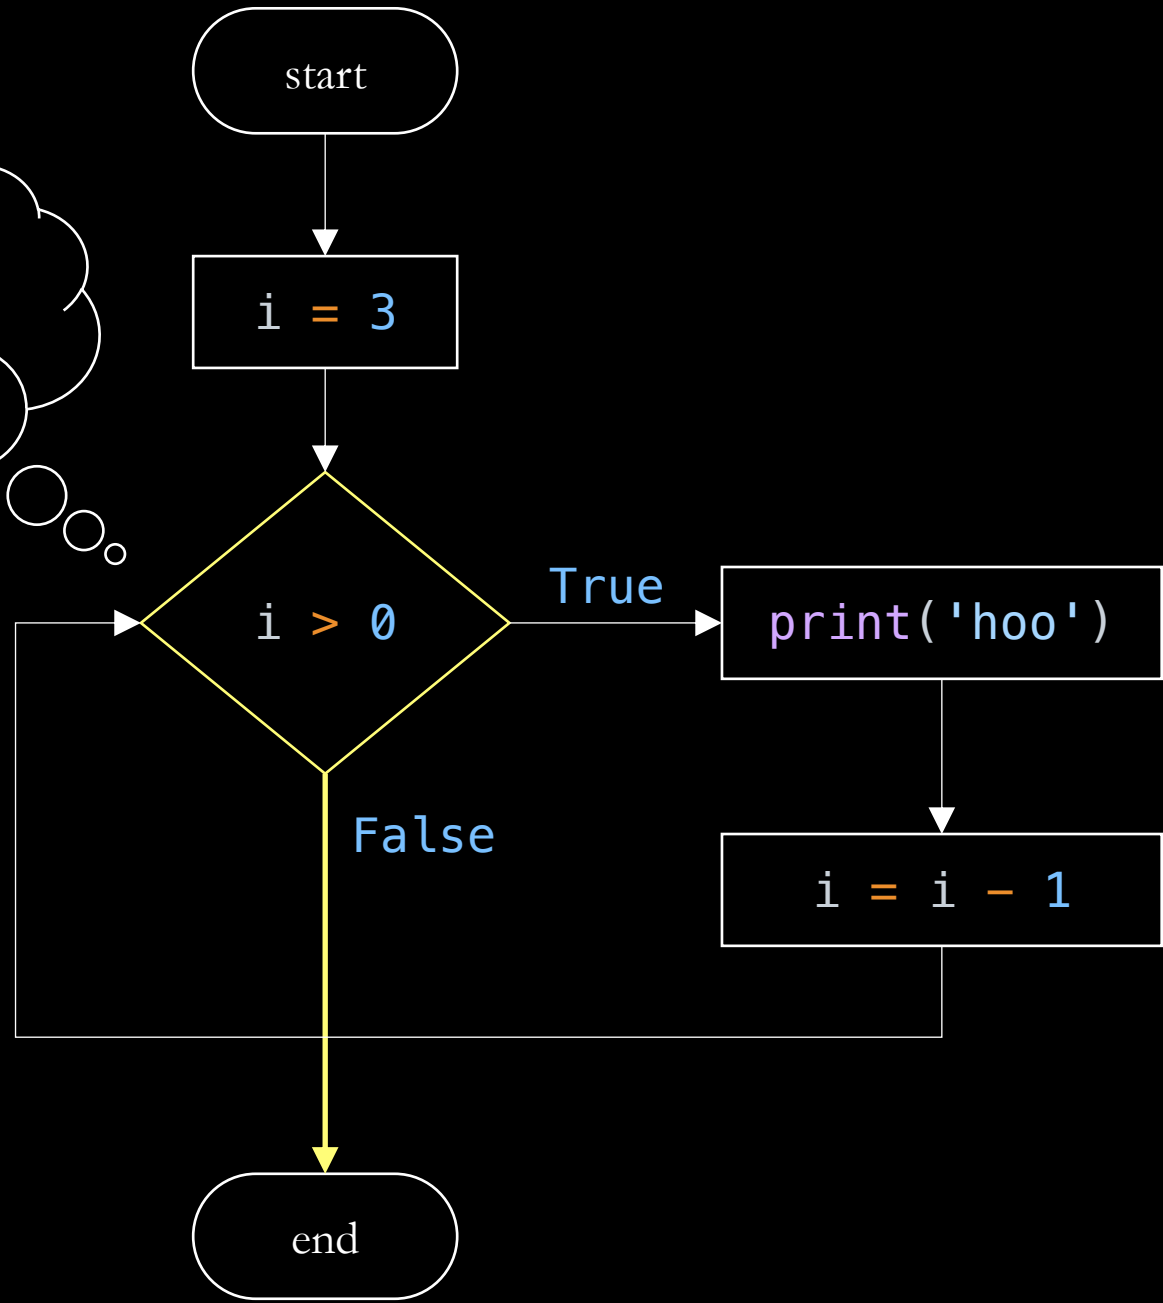 start
i = 3
i > 0
True
print('hoo')
False
i = i - 1
end